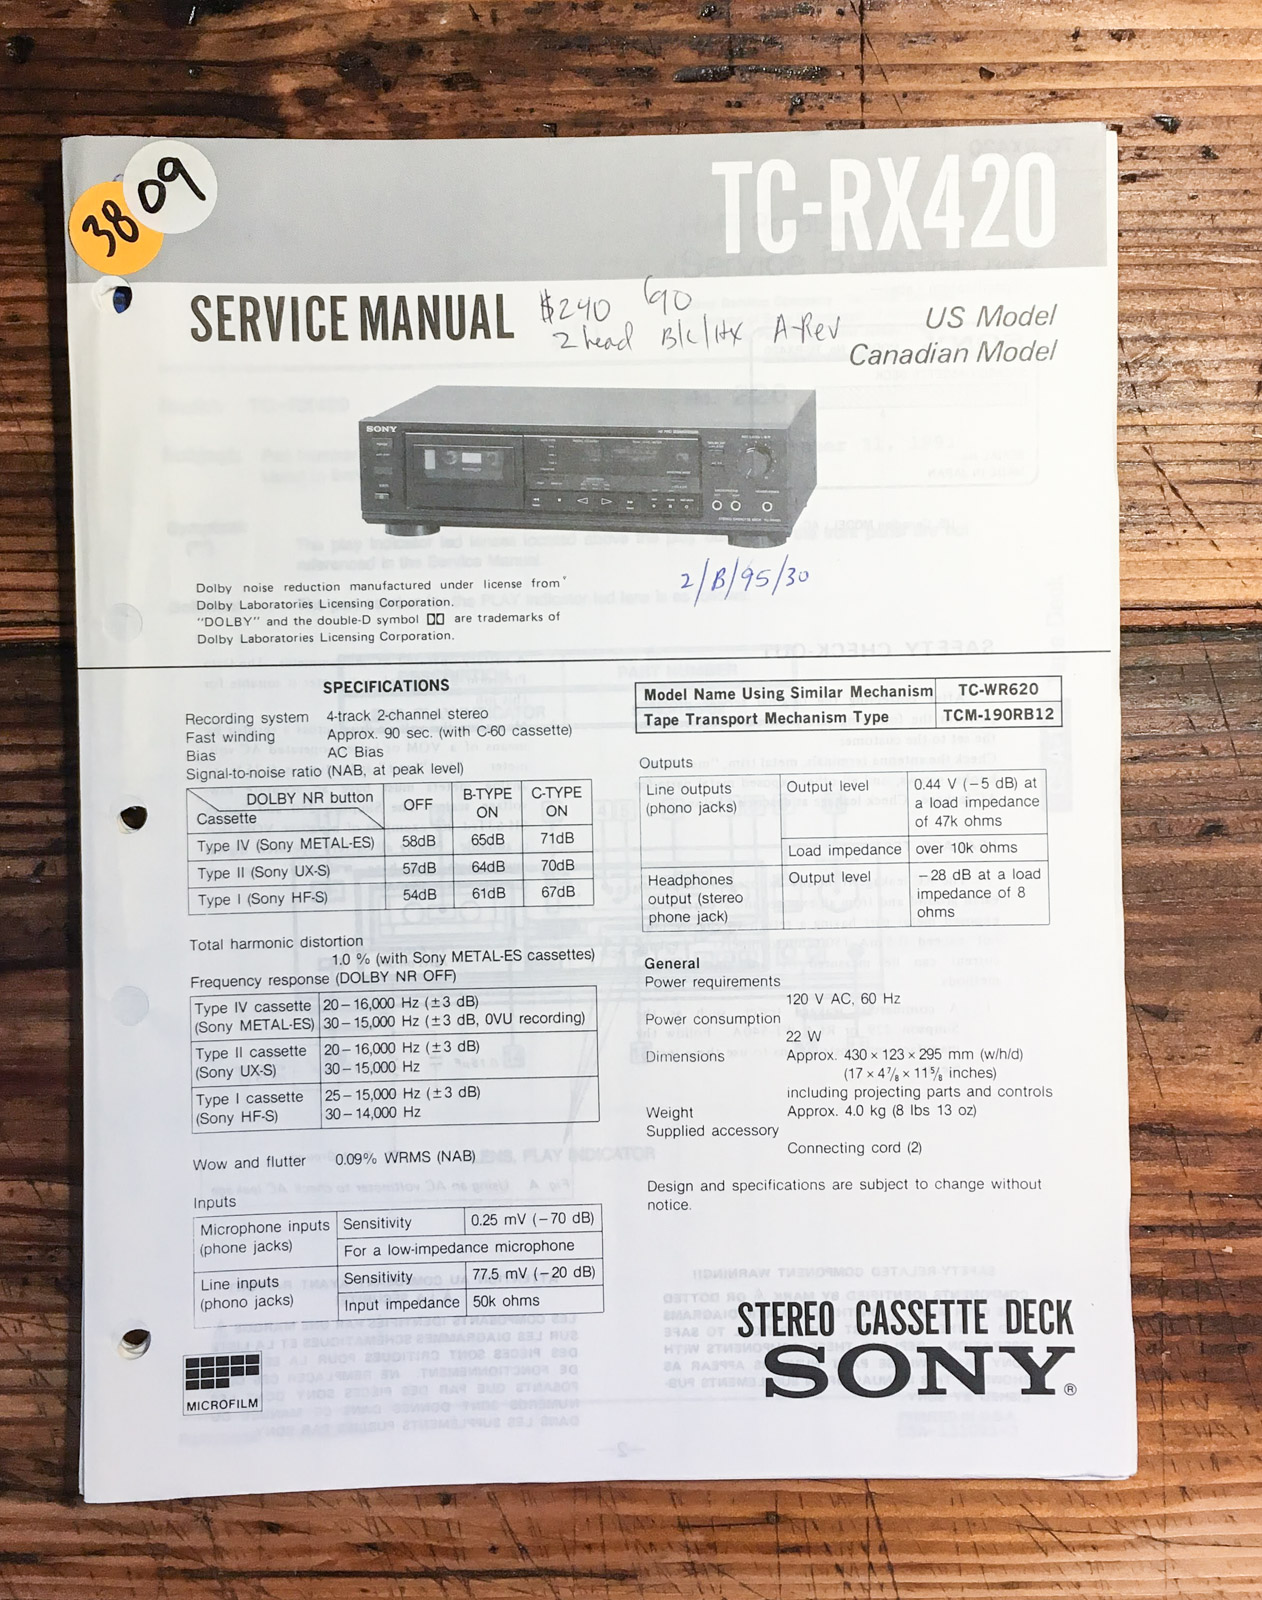 38
09
TC-RX420
SERVICE MANUAL
$240 '90
2 head B/C/Hx A-Rev
US Model
Canadian Model
SONY
2/B/95/30
Dolby noise reduction manufactured under license from
Dolby Laboratories Licensing Corporation.
"DOLBY" and the double-D symbol are trademarks of
Dolby Laboratories Licensing Corporation.
SPECIFICATIONS
Recording system 4-track 2-channel stereo
Fast winding Approx. 90 sec. (with C-60 cassette)
Bias AC Bias
Signal-to-noise ratio (NAB, at peak level)
DOLBY NR button
Cassette
OFF
B-TYPE ON
C-TYPE ON
Type IV (Sony METAL-ES) 58dB 65dB 71dB
Type II (Sony UX-S) 57dB 64dB 70dB
Type I (Sony HF-S) 54dB 61dB 67dB
Total harmonic distortion
1.0 % (with Sony METAL-ES cassettes)
Frequency response (DOLBY NR OFF)
Type IV cassette 20–16,000 Hz (±3 dB)
(Sony METAL-ES) 30–15,000 Hz (±3 dB, 0VU recording)
Type II cassette 20–16,000 Hz (±3 dB)
(Sony UX-S) 30–15,000 Hz
Type I cassette 25–15,000 Hz (±3 dB)
(Sony HF-S) 30–14,000 Hz
Wow and flutter 0.09% WRMS (NAB)
Inputs
Microphone inputs (phone jacks)
Sensitivity 0.25 mV (−70 dB)
For a low-impedance microphone
Line inputs (phono jacks)
Sensitivity 77.5 mV (−20 dB)
Input impedance 50k ohms
MICROFILM
Model Name Using Similar Mechanism TC-WR620
Tape Transport Mechanism Type TCM-190RB12
Outputs
Line outputs (phono jacks)
Output level 0.44 V (−5 dB) at
a load impedance
of 47k ohms
Load impedance over 10k ohms
Headphones output (stereo phone jack)
Output level −28 dB at a load
impedance of 8
ohms
General
Power requirements
120 V AC, 60 Hz
Power consumption
22 W
Dimensions Approx. 430 × 123 × 295 mm (w/h/d)
(17 × 4 7/8 × 11 5/8 inches)
including projecting parts and controls
Weight Approx. 4.0 kg (8 lbs 13 oz)
Supplied accessory
Connecting cord (2)
Design and specifications are subject to change without
notice.
STEREO CASSETTE DECK
SONY®